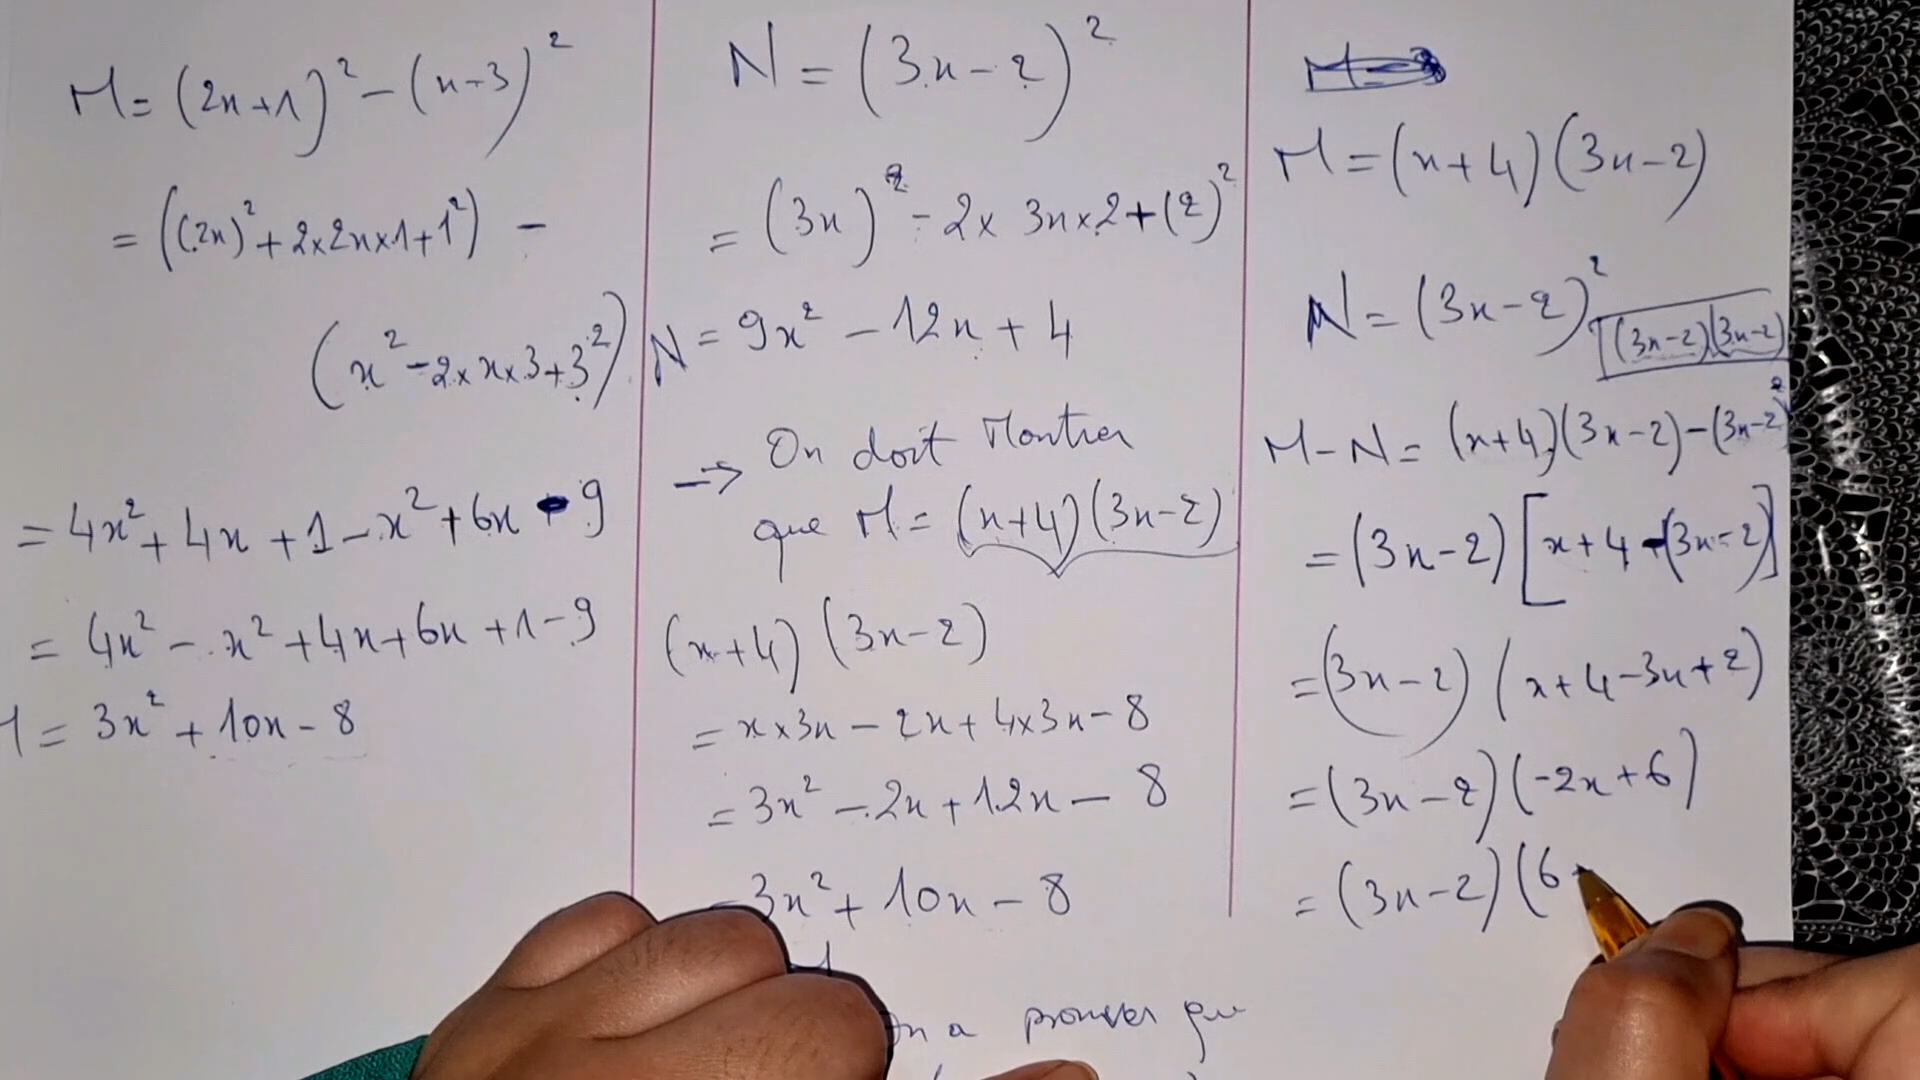 M = (2x+1)² - (x-3)²
= ((2x)² + 2×2x×1+1²) -
(x² - 2×x×3+3²)
= 4x² + 4x + 1 - x² + 6x - 9
= 4x² - x² + 4x + 6x + 1 - 9
M = 3x² + 10x - 8
N = (3x - 2)²
= (3x)² - 2× 3x×2+(2)²
N = 9x² - 12x + 4
→ On doit Montrer
que M = (x+4)(3x-2)
(x+4)(3x-2)
= x×3x - 2x + 4×3x - 8
= 3x² - 2x + 12x - 8
= 3x² + 10x - 8
On a prouver que
M = (x+4)(3x-2)
N = (3x-2)²
(3x-2)(3x-2)
M - N = (x+4)(3x-2)-(3x-2)²
= (3x-2)[x+4-(3x-2)]
= (3x-2)(x+4-3x+2)
= (3x-2)(-2x+6)
= (3x-2)(6-